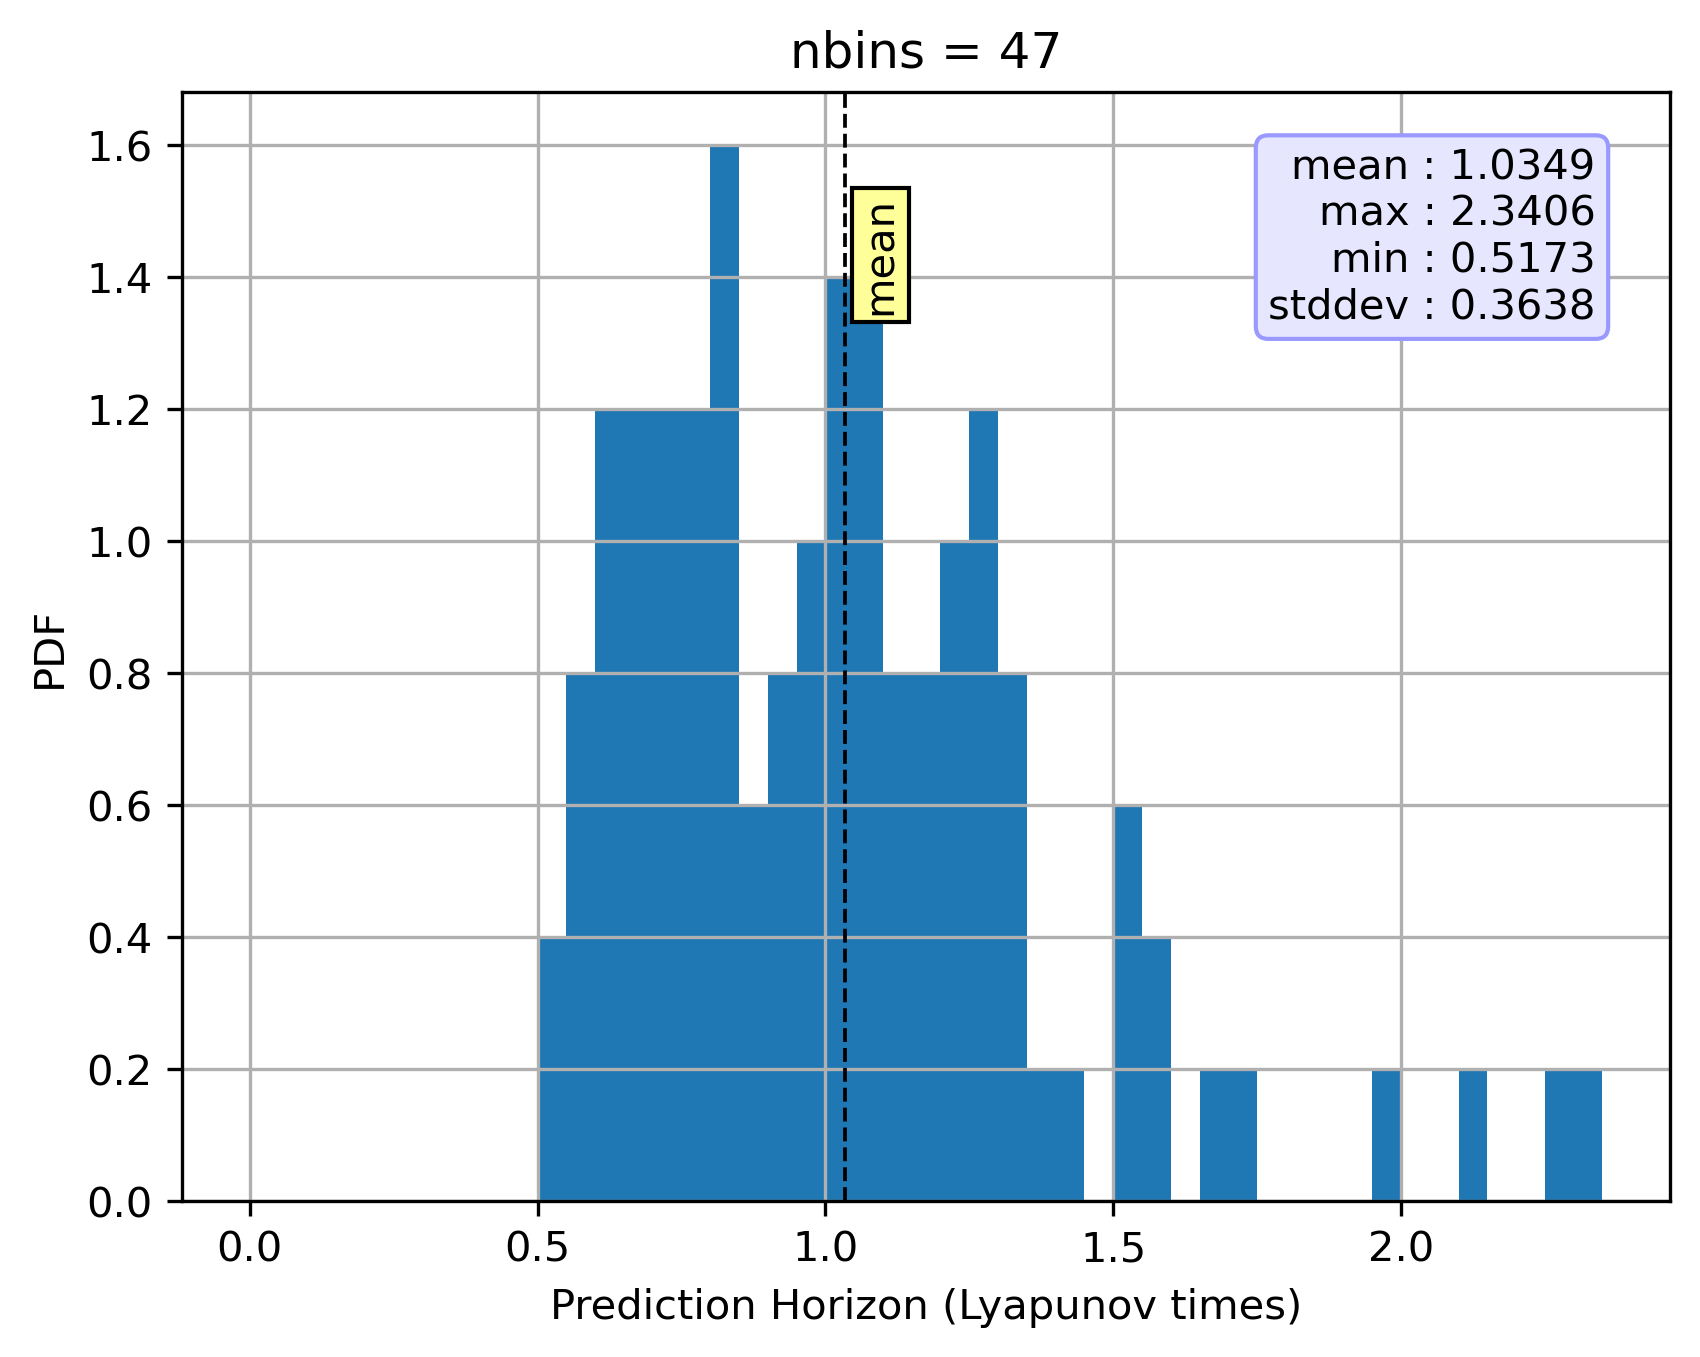 nbins = 47
1.6
1.4
1.2
1.0
0.8
0.6
0.4
0.2
0.0
PDF
mean
mean : 1.0349
max : 2.3406
min : 0.5173
stddev : 0.3638
0.0 0.5 1.0 1.5 2.0
Prediction Horizon (Lyapunov times)